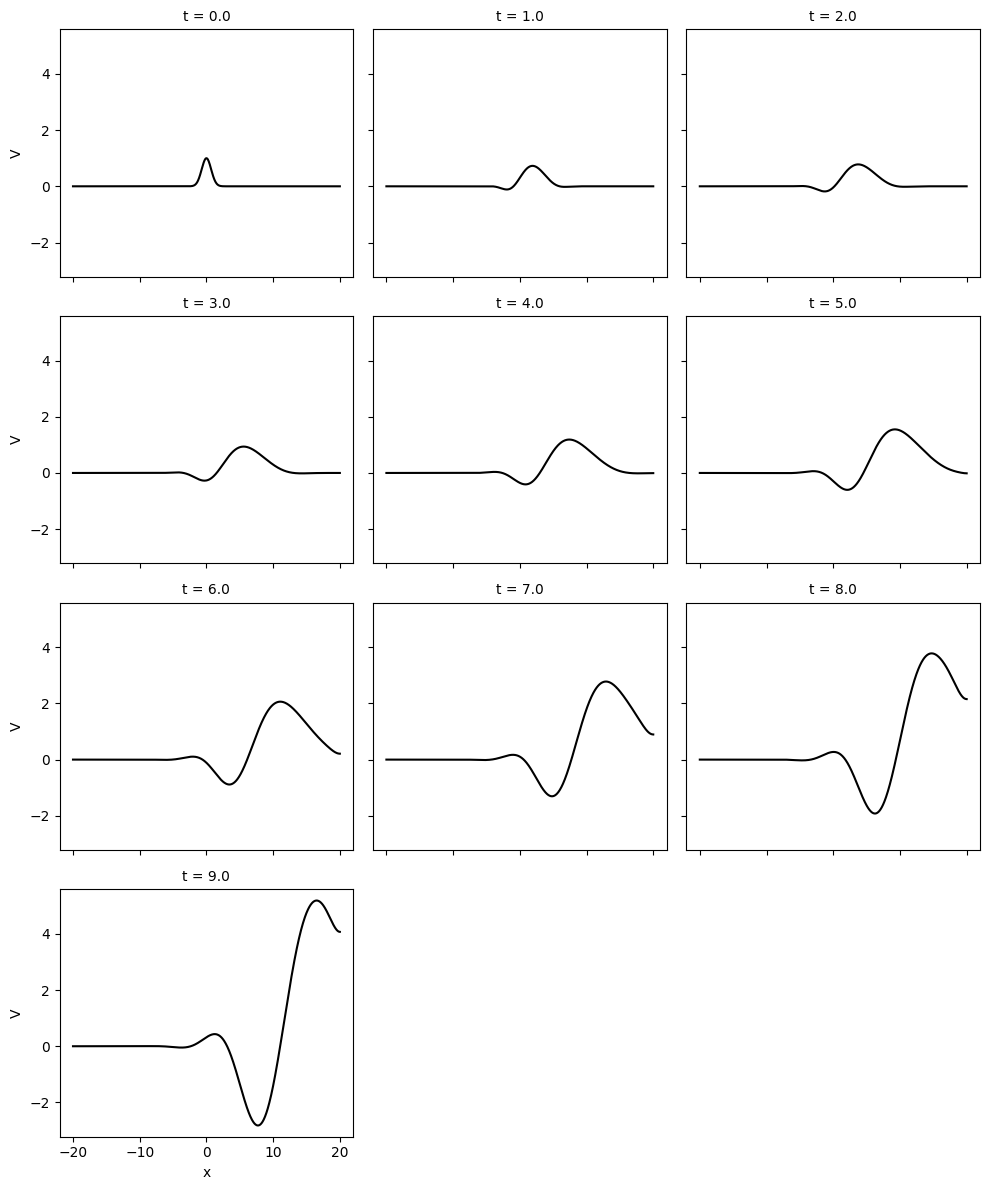 t = 0.0
t = 1.0
t = 2.0
4
2
0
−2
V
t = 3.0
t = 4.0
t = 5.0
4
2
0
−2
V
t = 6.0
t = 7.0
t = 8.0
4
2
0
−2
V
t = 9.0
4
2
0
−2
V
−20 −10 0 10 20
x